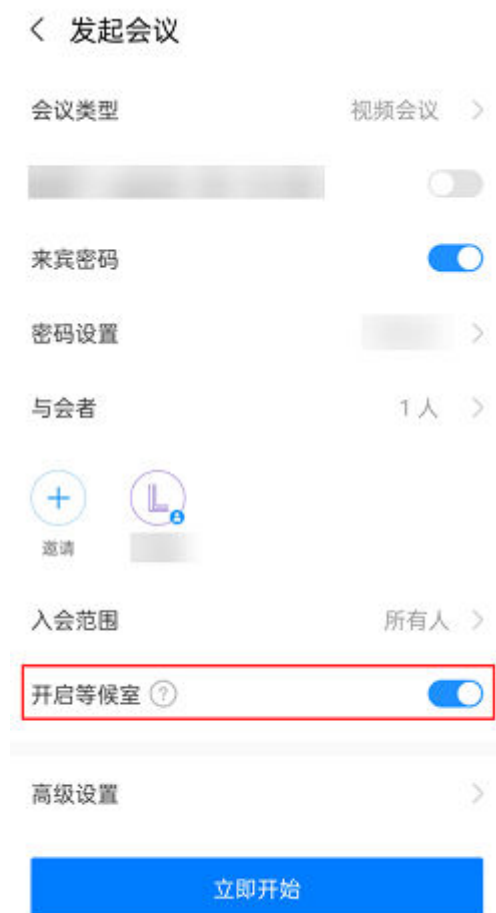 发起会议
会议类型 视频会议
来宾密码
密码设置
与会者 1人
L
邀请
入会范围 所有人
开启等候室 ?
高级设置
立即开始